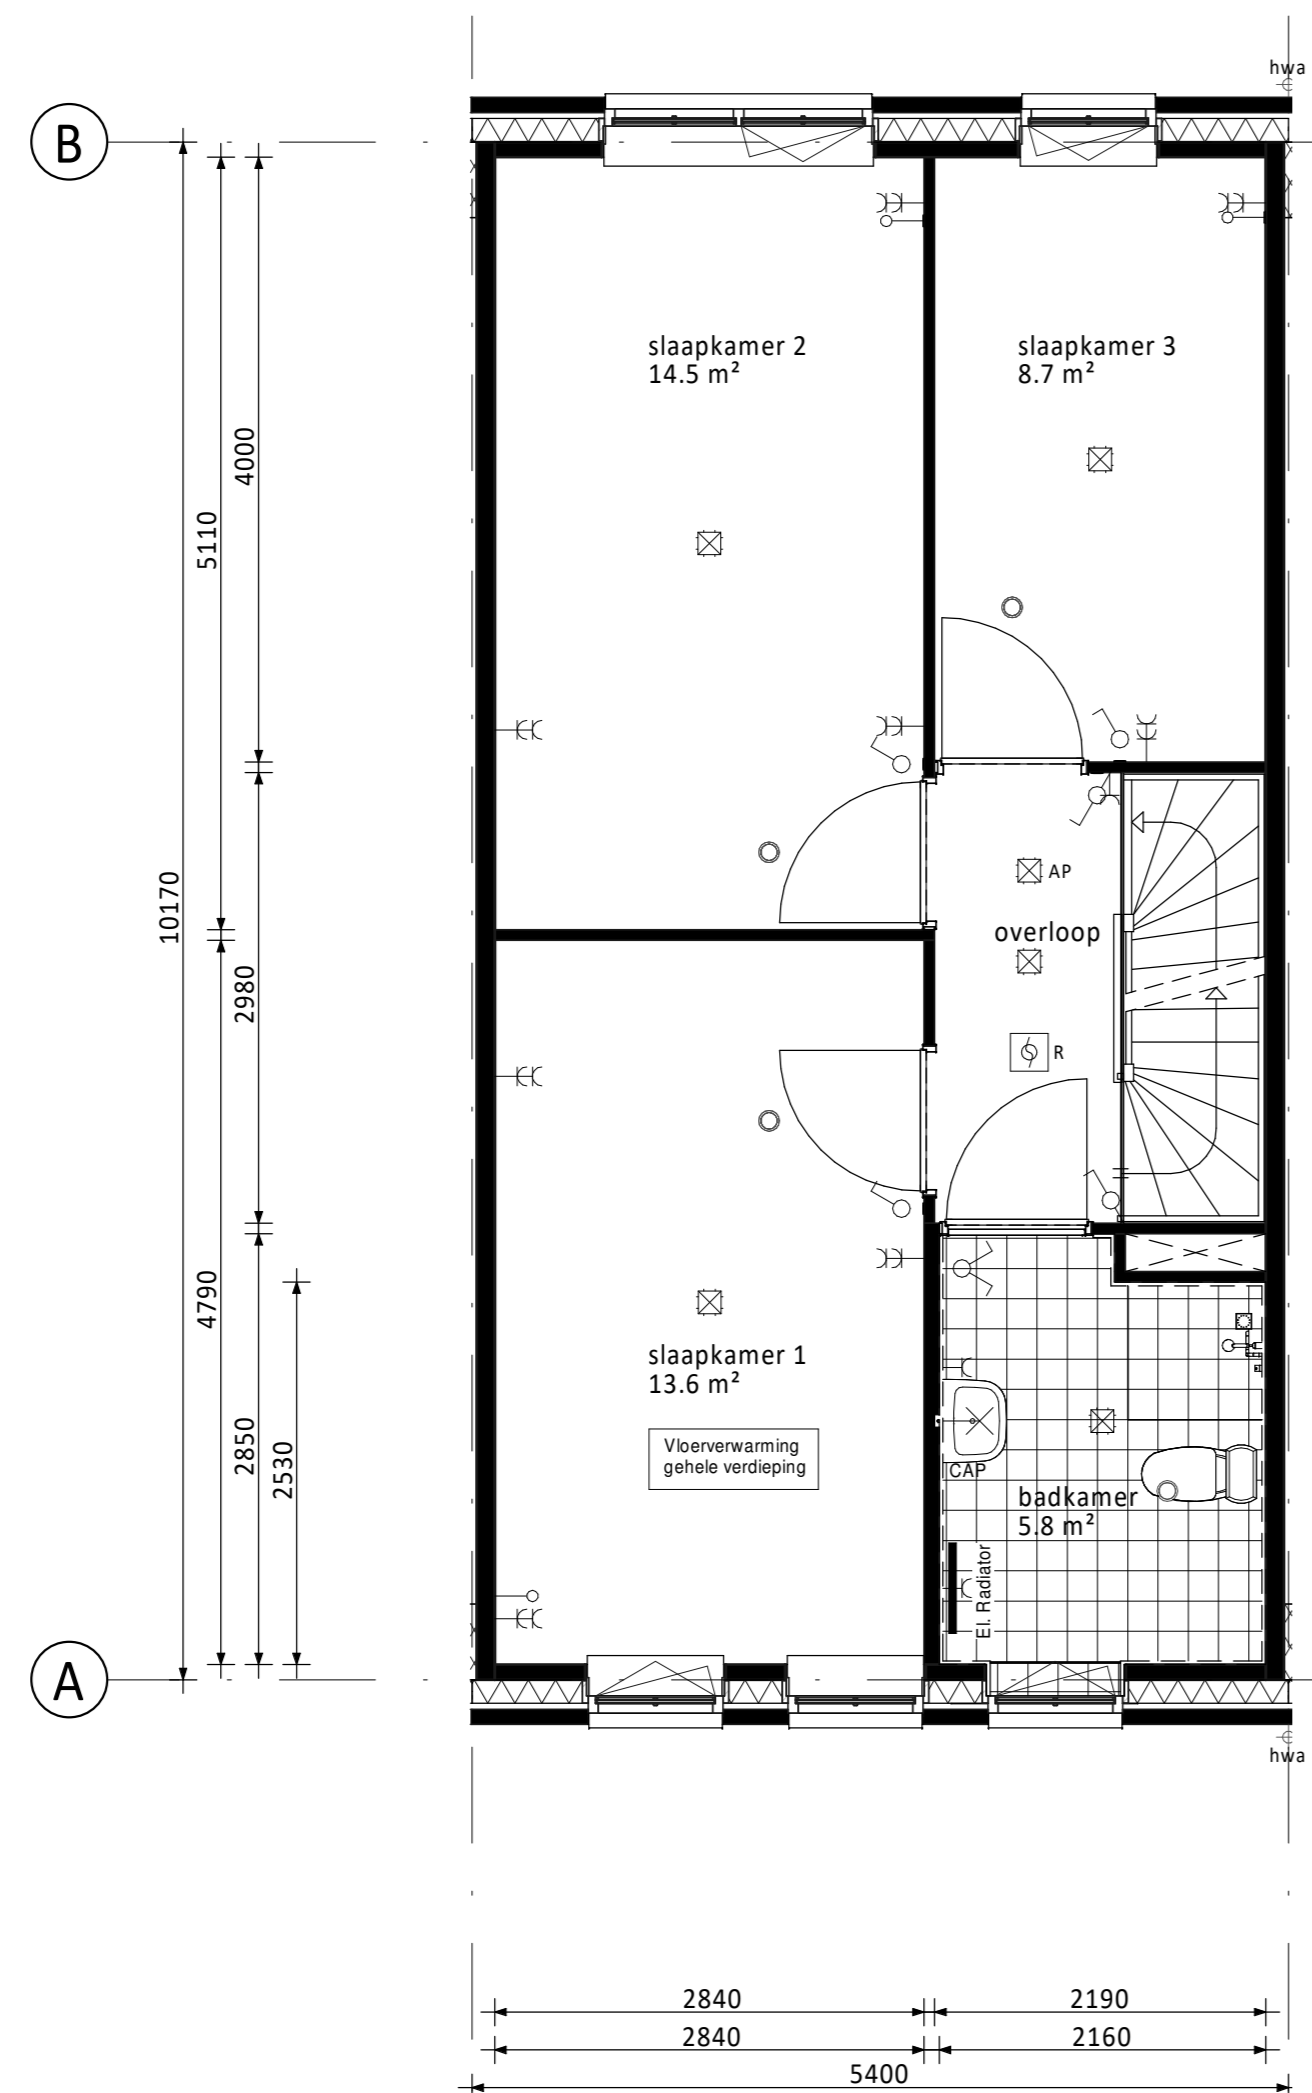 hwa
B
slaapkamer 2
14.5 m²
slaapkamer 3
8.7 m²
4000
5110
10170
AP
overloop
2980
R
4790
slaapkamer 1
13.6 m²
2850
2530
Vloerverwarming
gehele verdieping
CAP
badkamer
5.8 m²
El. Radiator
A
hwa
2840
2190
2840
2160
5400